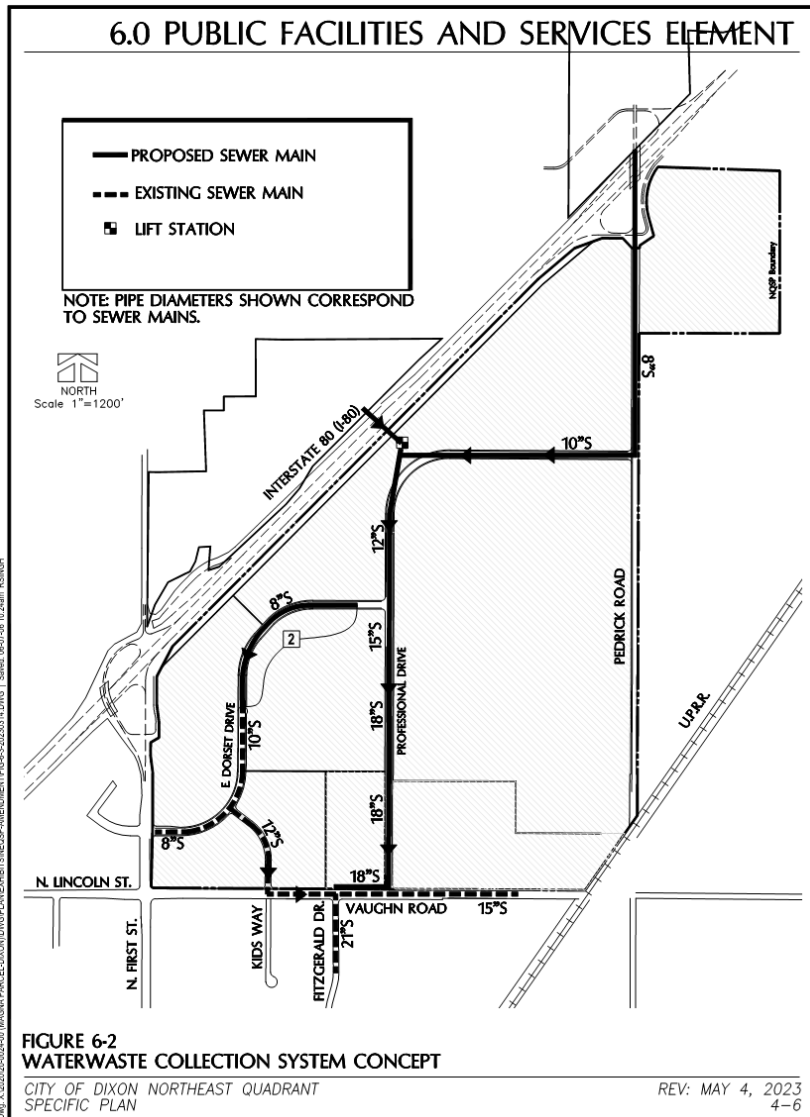 6.0 PUBLIC FACILITIES AND SERVICES ELEMENT
PROPOSED SEWER MAIN
EXISTING SEWER MAIN
LIFT STATION
NOTE: PIPE DIAMETERS SHOWN CORRESPOND
TO SEWER MAINS.
NORTH
Scale 1"=1200'
NQSP Boundary
8"S
INTERSTATE 80 (I-80)
10"S
12"S
8"S
2
15"S
PEDRICK ROAD
PROFESSIONAL DRIVE
18"S
U.P.R.R.
E DORSET DRIVE
10"S
18"S
8"S
12"S
18"S
N. LINCOLN ST.
VAUGHN ROAD
15"S
N. FIRST ST.
KIDS WAY
FITZGERALD DR.
21"S
FIGURE 6-2
WATERWASTE COLLECTION SYSTEM CONCEPT
CITY OF DIXON NORTHEAST QUADRANT
SPECIFIC PLAN
REV: MAY 4, 2023
4-6